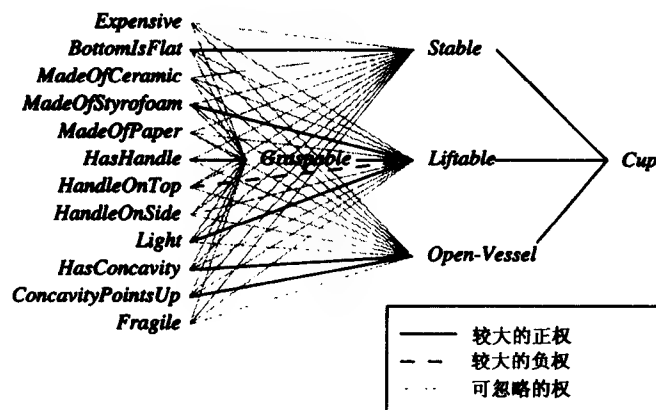 Expensive
BottomIsFlat
MadeOfCeramic
MadeOfStyrofoam
MadeOfPaper
HasHandle
HandleOnTop
HandleOnSide
Light
HasConcavity
ConcavityPointsUp
Fragile
Graspable
Stable
Liftable
Open-Vessel
Cup
较大的正权
较大的负权
可忽略的权